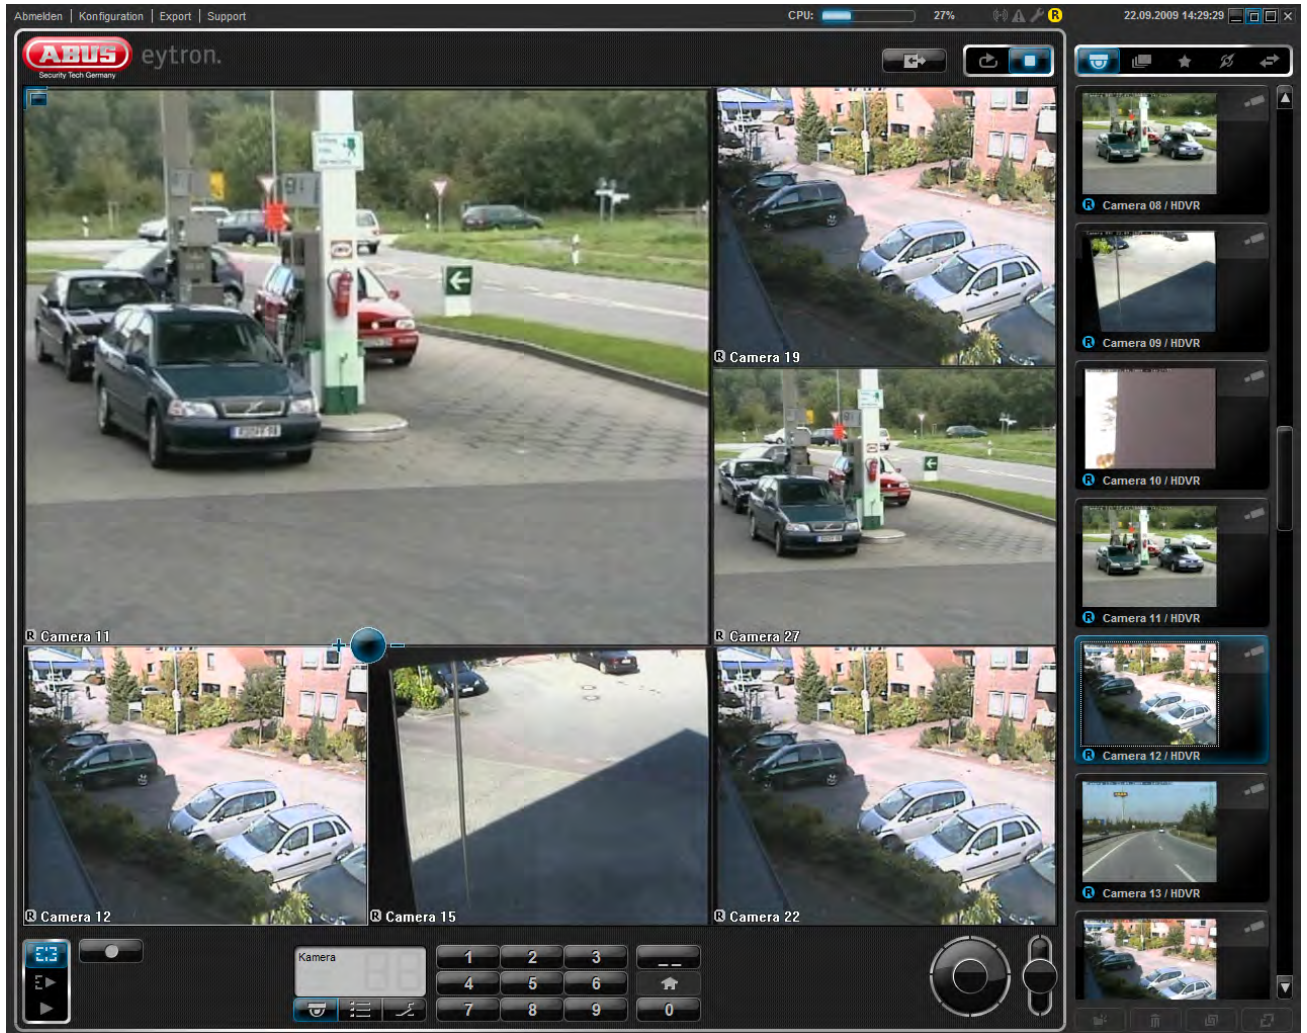 Abmelden | Konfiguration | Export | Support
CPU: 27%
R
22.09.2009 14:29:29
ABUS
Security Tech Germany
eytron.
R Camera 11
R Camera 19
R Camera 27
R Camera 12
R Camera 15
R Camera 22
R Camera 08 / HDVR
R Camera 09 / HDVR
R Camera 10 / HDVR
R Camera 11 / HDVR
R Camera 12 / HDVR
R Camera 13 / HDVR
Kamera
1 2 3 _ _
4 5 6
7 8 9 0